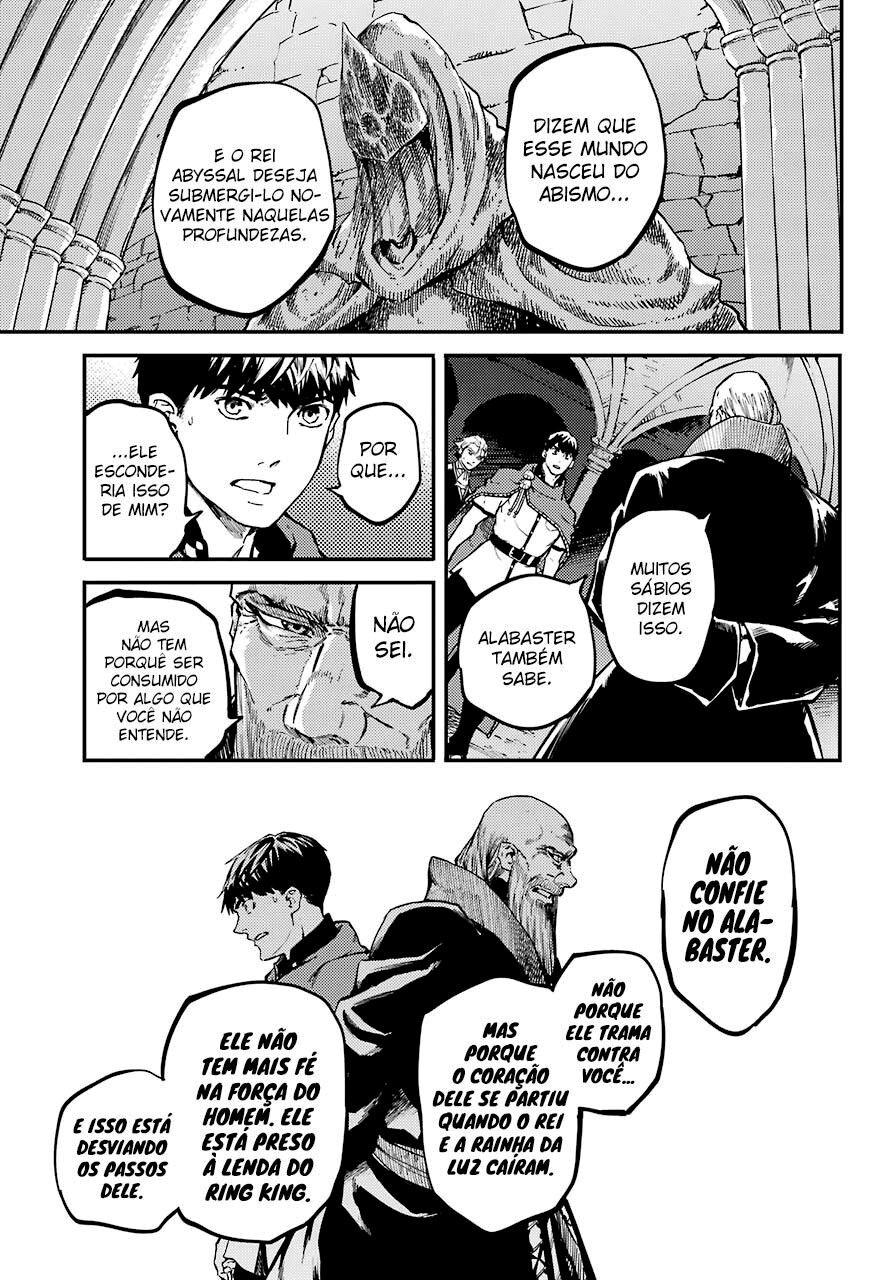 DIZEM QUE
ESSE MUNDO
NASCEU DO
ABISMO...
E O REI
ABYSSAL DESEJA
SUBMERGI-LO NO-
VAMENTE NAQUELAS
PROFUNDEZAS.
MUITOS
SÁBIOS
DIZEM
ISSO.
ALABASTER
TAMBÉM
SABE.
POR
QUE...
...ELE
ESCONDE-
RIA ISSO
DE MIM?
NÃO
SEI.
MAS
NÃO TEM
PORQUÊ SER
CONSUMIDO
POR ALGO QUE
VOCÊ NÃO
ENTENDE.
NÃO
CONFIE
NO ALA-
BASTER.
NÃO
PORQUE
ELE TRAMA
CONTRA
VOCÊ...
MAS
PORQUE
O CORAÇÃO
DELE SE PARTIU
QUANDO O REI
E A RAINHA DA
LUZ CAÍRAM.
ELE NÃO
TEM MAIS FÉ
NA FORÇA DO
HOMEM. ELE
ESTÁ PRESO
À LENDA DO
RING KING.
E ISSO ESTÁ
DESVIANDO
OS PASSOS
DELE.